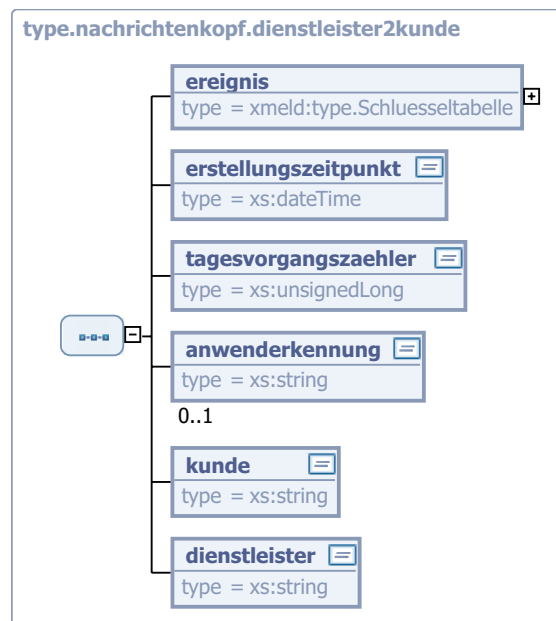 type.nachrichtenkopf.dienstleister2kunde
ereignis
type = xmeld:type.Schluesseltabelle
erstellungszeitpunkt
type = xs:dateTime
tagesvorgangszaehler
type = xs:unsignedLong
anwenderkennung
type = xs:string
0..1
kunde
type = xs:string
dienstleister
type = xs:string